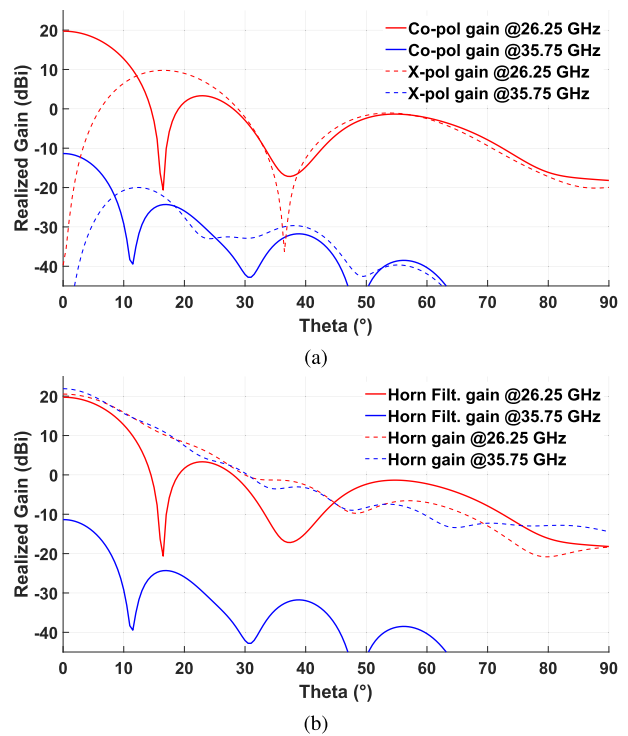 20
10
0
-10
-20
-30
-40
Realized Gain (dBi)
Co-pol gain @26.25 GHz
Co-pol gain @35.75 GHz
X-pol gain @26.25 GHz
X-pol gain @35.75 GHz
0 10 20 30 40 50 60 70 80 90
Theta (°)
(a)
20
10
0
-10
-20
-30
-40
Realized Gain (dBi)
Horn Filt. gain @26.25 GHz
Horn Filt. gain @35.75 GHz
Horn gain @26.25 GHz
Horn gain @35.75 GHz
0 10 20 30 40 50 60 70 80 90
Theta (°)
(b)